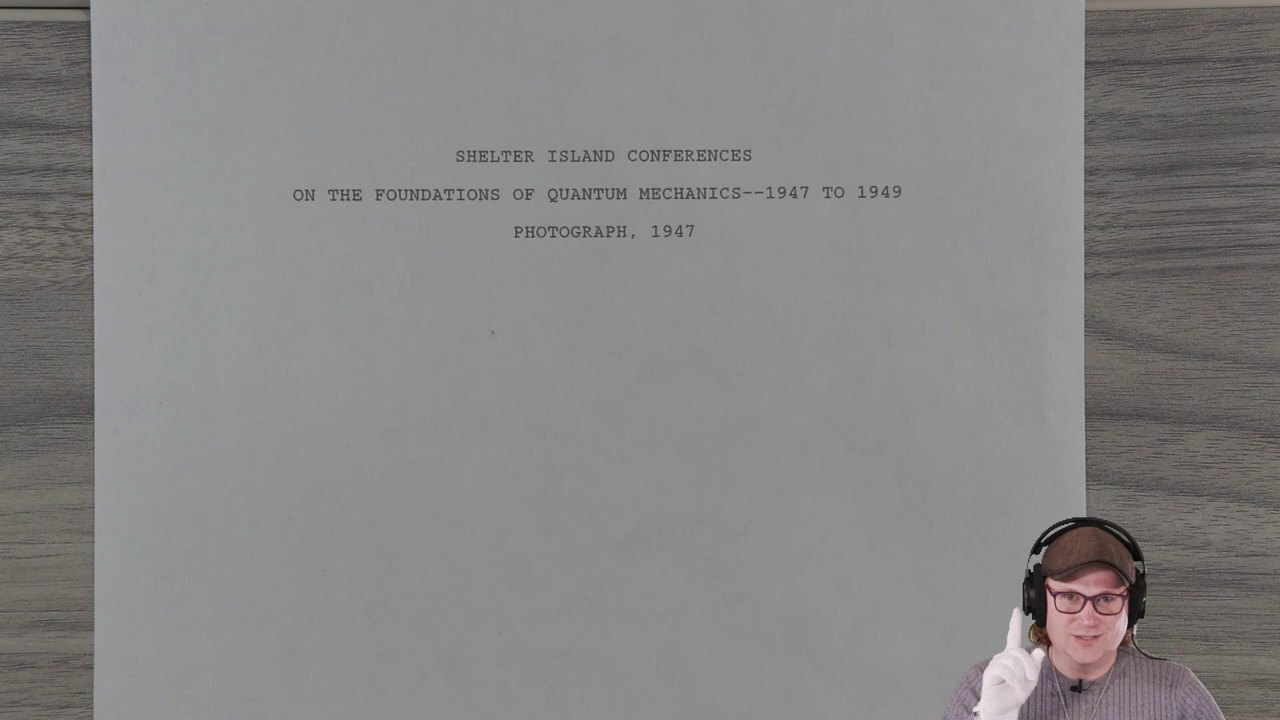 SHELTER ISLAND CONFERENCES
ON THE FOUNDATIONS OF QUANTUM MECHANICS--1947 TO 1949
PHOTOGRAPH, 1947